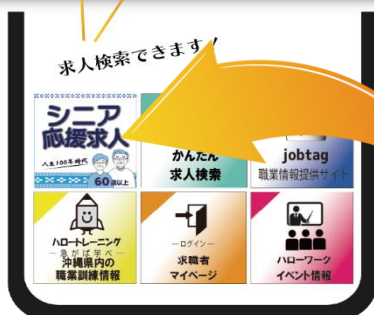 求人検索できます！
シニア
応援求人
人生100年時代
60歳以上
かんたん
求人検索
jobtag
職業情報提供サイト
ハロートレーニング
―急がば学べ―
沖縄県内の
職業訓練情報
―ログイン―
求職者
マイページ
ハローワーク
イベント情報